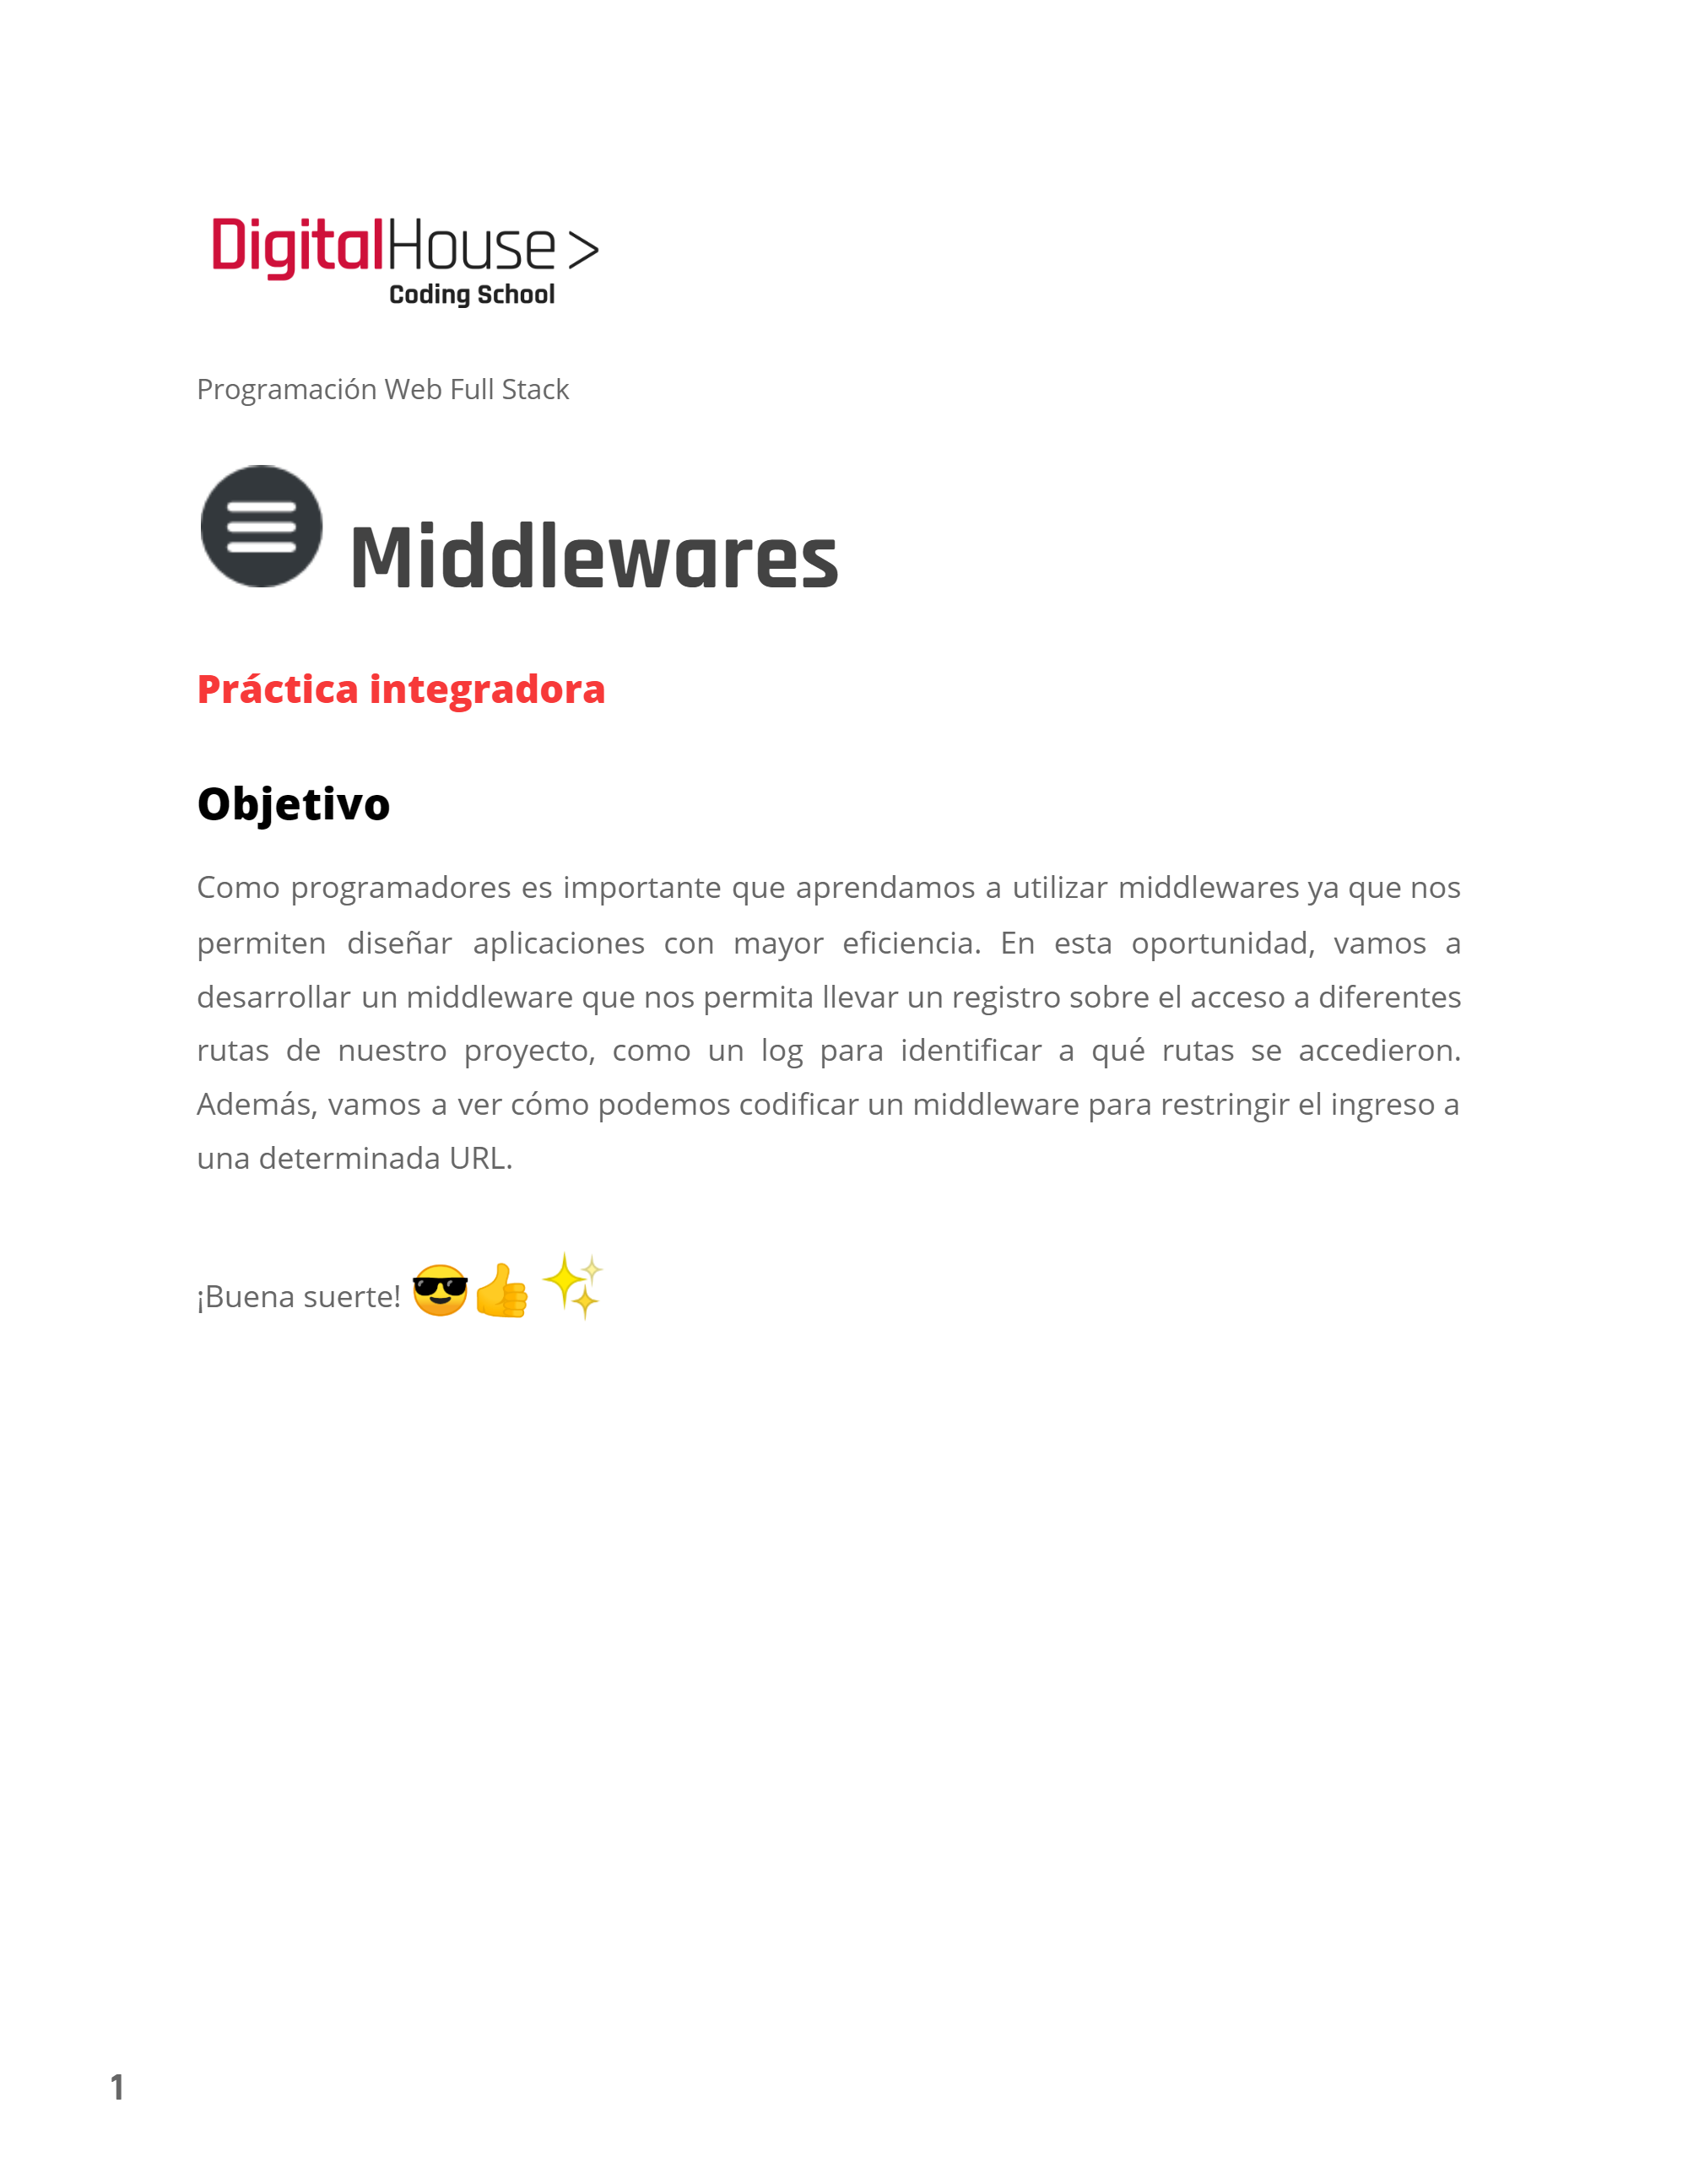 DigitalHouse >
Coding School
Programación Web Full Stack
Middlewares
Práctica integradora
Objetivo
Como programadores es importante que aprendamos a utilizar middlewares ya que nos
permiten diseñar aplicaciones con mayor eficiencia. En esta oportunidad, vamos a
desarrollar un middleware que nos permita llevar un registro sobre el acceso a diferentes
rutas de nuestro proyecto, como un log para identificar a qué rutas se accedieron.
Además, vamos a ver cómo podemos codificar un middleware para restringir el ingreso a
una determinada URL.
¡Buena suerte! 😎👍✨
1